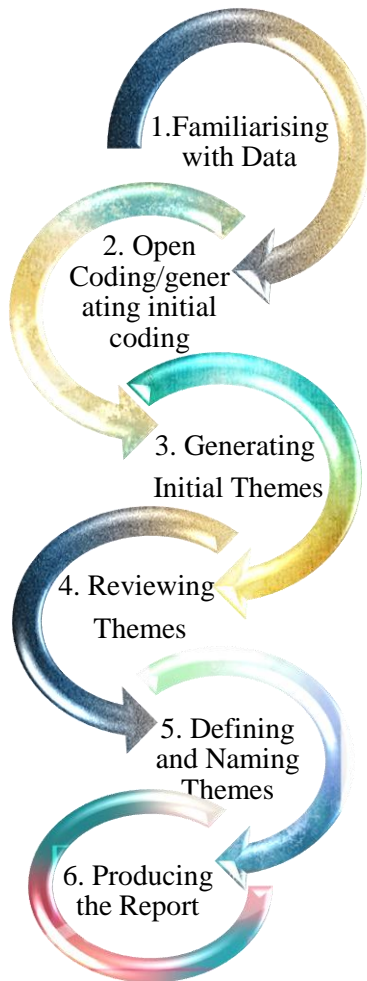 1.Familiarising
with Data
2. Open
Coding/gener
ating initial
coding
3. Generating
Initial Themes
4. Reviewing
Themes
5. Defining
and Naming
Themes
6. Producing
the Report